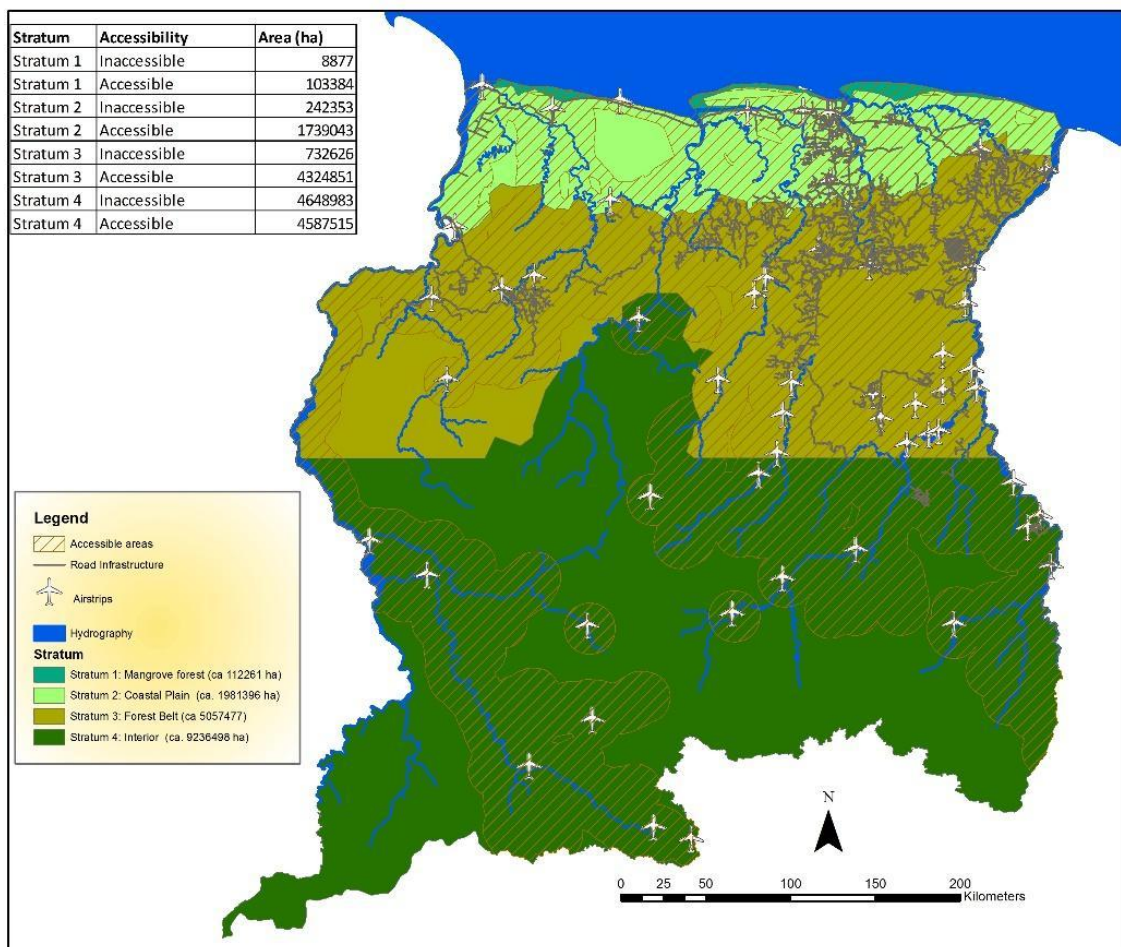 Stratum Accessibility Area (ha)
Stratum 1 Inaccessible 8877
Stratum 1 Accessible 103384
Stratum 2 Inaccessible 242353
Stratum 2 Accessible 1739043
Stratum 3 Inaccessible 732626
Stratum 3 Accessible 4324851
Stratum 4 Inaccessible 4648983
Stratum 4 Accessible 4587515
Legend
Accessible areas
Road Infrastructure
Airstrips
Hydrography
Stratum
Stratum 1: Mangrove forest (ca 112261 ha)
Stratum 2: Coastal Plain (ca. 1981396 ha)
Stratum 3: Forest Belt (ca 5057477)
Stratum 4: Interior (ca. 9236498 ha)
N
0 25 50 100 150 200
Kilometers